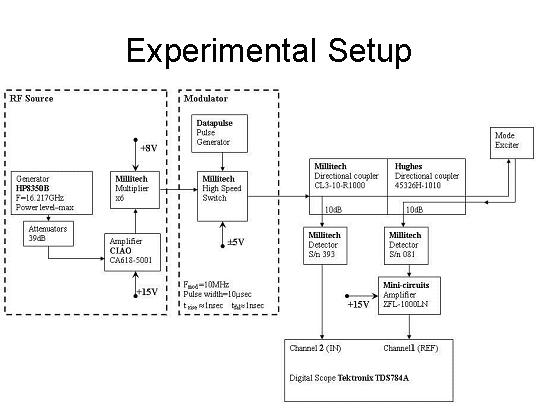 Experimental Setup
RF Source
+8V
Generator
HP8350B
F=16.217GHz
Power level-max
Attenuators
39dB
Millitech
Multiplier
x6
Amplifier
CIAO
CA618-5001
+15V
Modulator
Datapulse
Pulse
Generator
Millitech
High Speed
Switch
±5V
Fmod=10MHz
Pulse width=10μsec
trise≈1nsec tfall≈1nsec
Mode
Exciter
Millitech
Directional coupler
CL3-10-R1000
Hughes
Directional coupler
45326H-1010
10dB
10dB
Millitech
Detector
S/n 393
Millitech
Detector
S/n 081
Mini-circuits
Amplifier
ZFL-1000LN
+15V
Channel 2 (IN)
Channel1 (REF)
Digital Scope Tektronix TDS784A